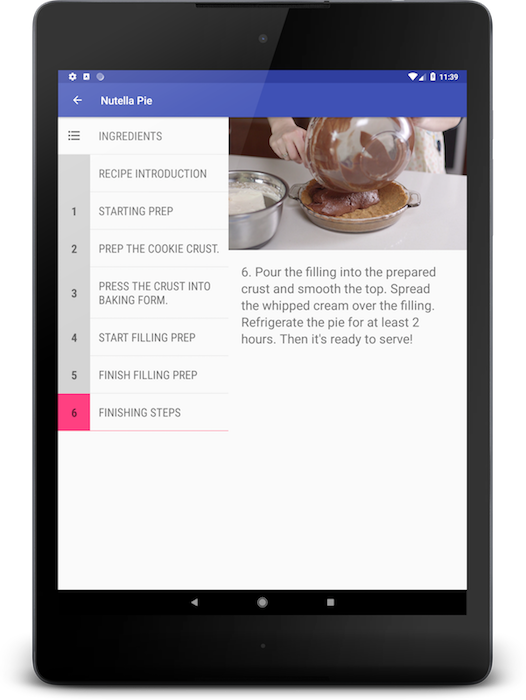 11:39
Nutella Pie
INGREDIENTS
RECIPE INTRODUCTION
1 STARTING PREP
2 PREP THE COOKIE CRUST.
3 PRESS THE CRUST INTO
BAKING FORM.
4 START FILLING PREP
5 FINISH FILLING PREP
6 FINISHING STEPS
6. Pour the filling into the prepared
crust and smooth the top. Spread
the whipped cream over the filling.
Refrigerate the pie for at least 2
hours. Then it's ready to serve!